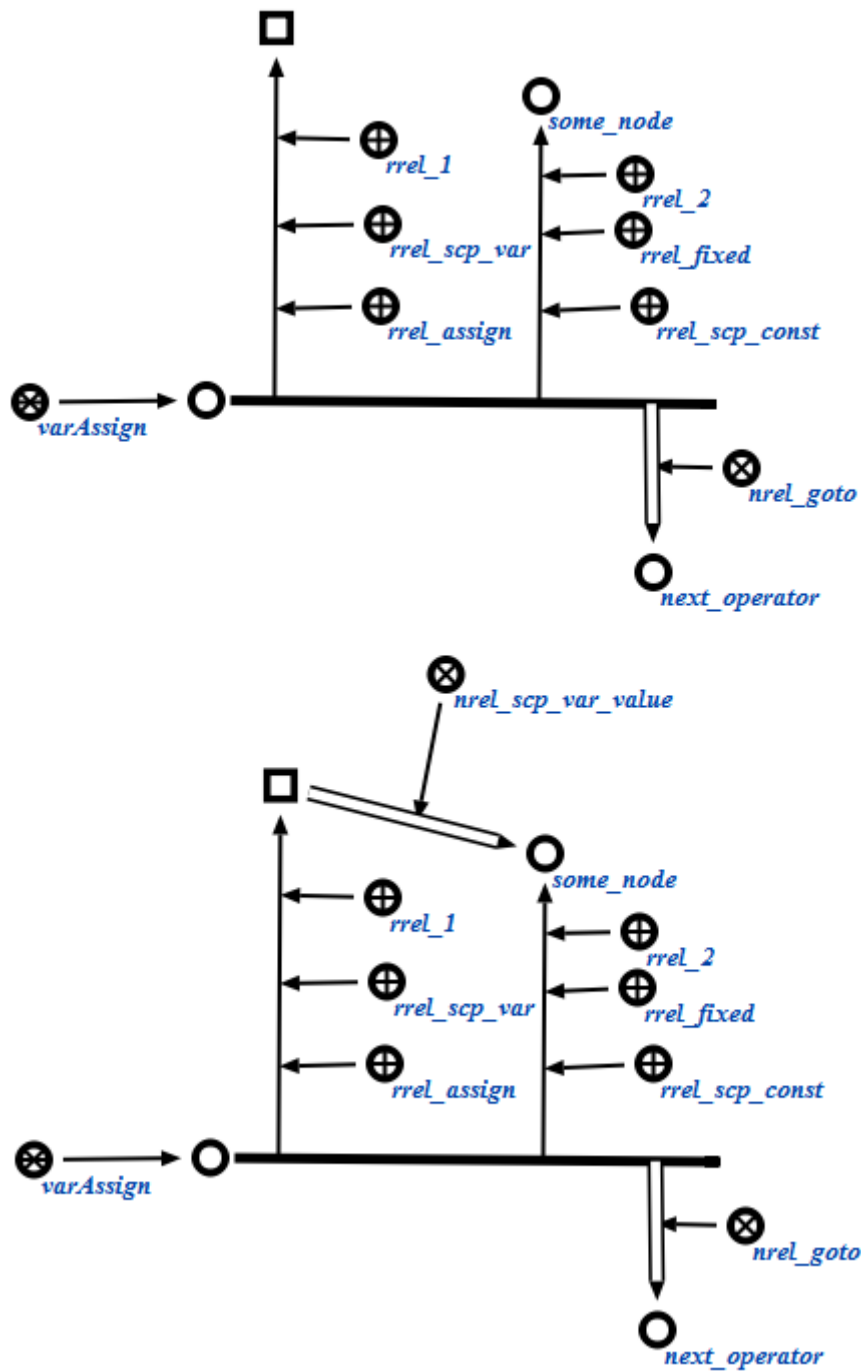 some_node
rrel_1
rrel_2
rrel_scp_var
rrel_fixed
rrel_assign
rrel_scp_const
varAssign
nrel_goto
next_operator
nrel_scp_var_value
some_node
rrel_1
rrel_2
rrel_scp_var
rrel_fixed
rrel_assign
rrel_scp_const
varAssign
nrel_goto
next_operator